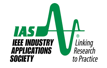 IAS
IEEE INDUSTRY
APPLICATIONS
SOCIETY
®
Linking
Research
to Practice